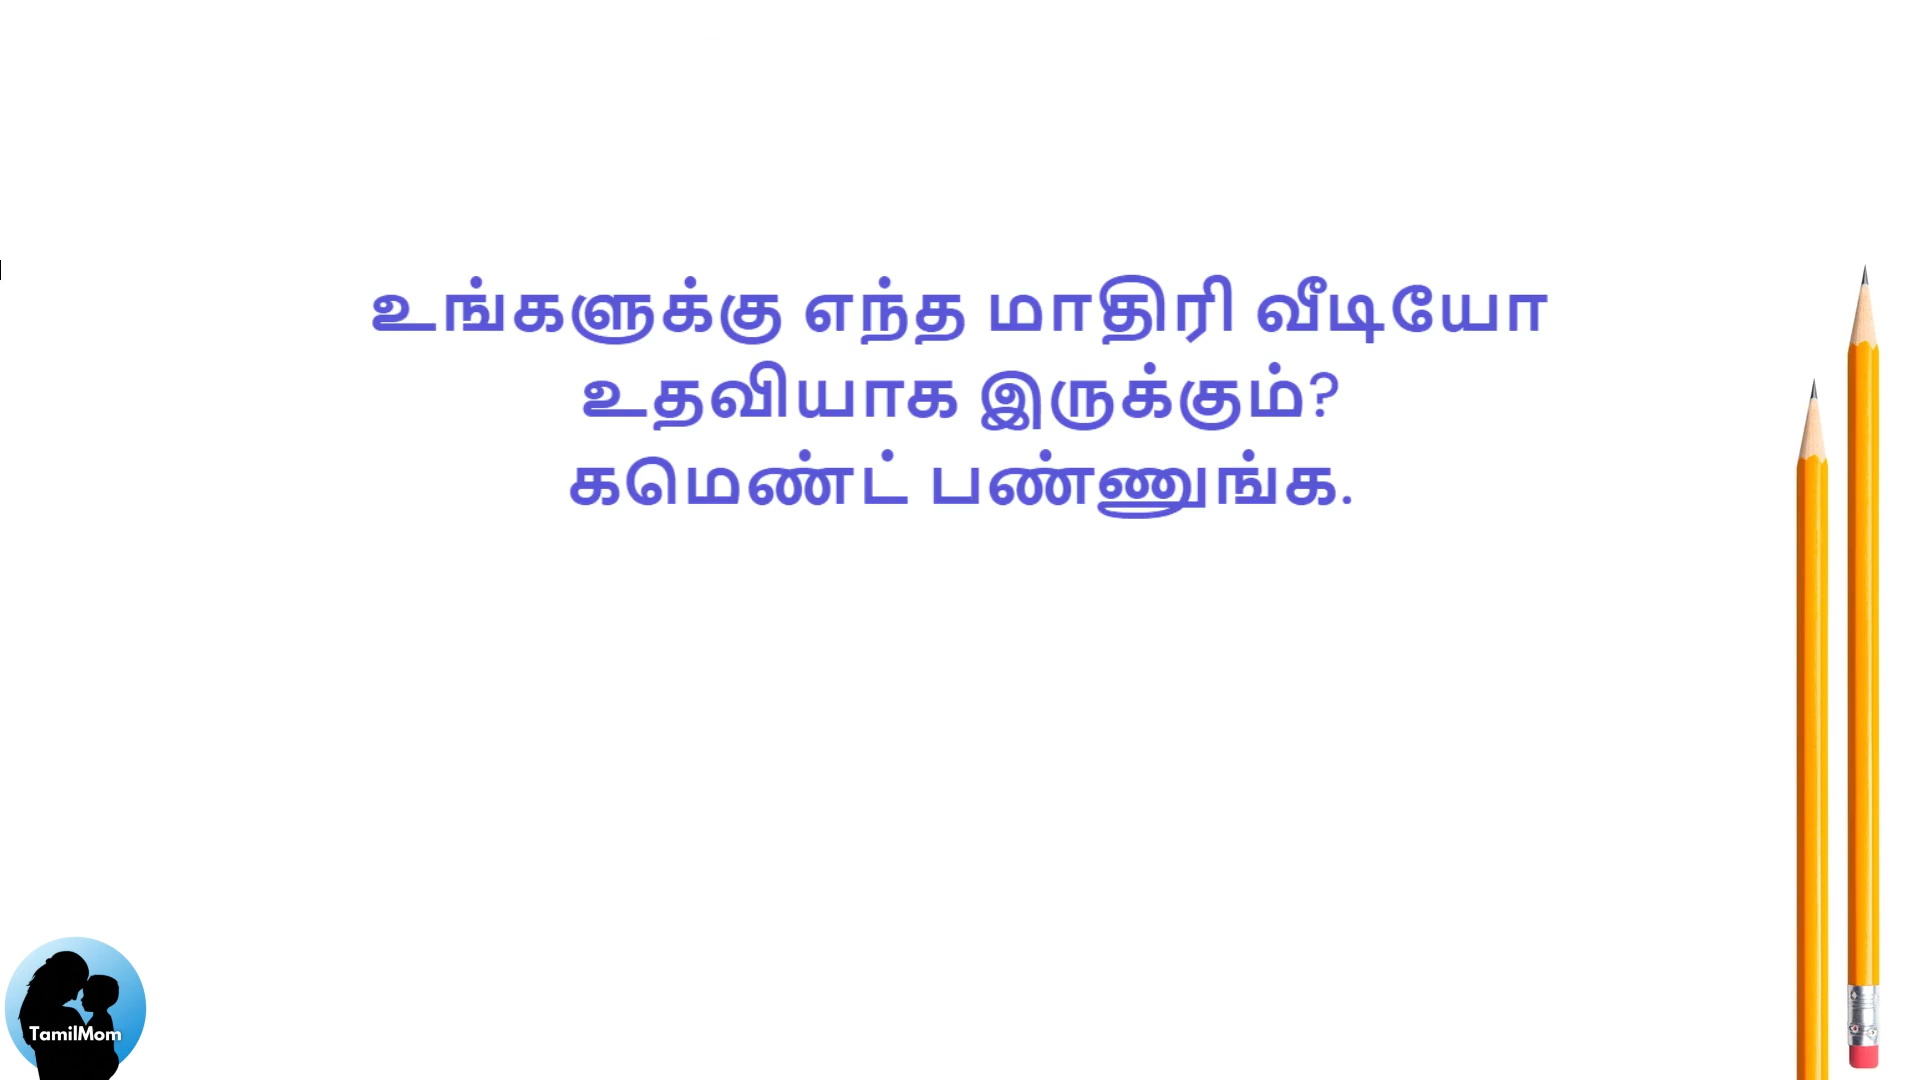 உங்களுக்கு எந்த மாதிரி வீடியோ
உதவியாக இருக்கும்?
கமெண்ட் பண்ணுங்க.
TamilMom